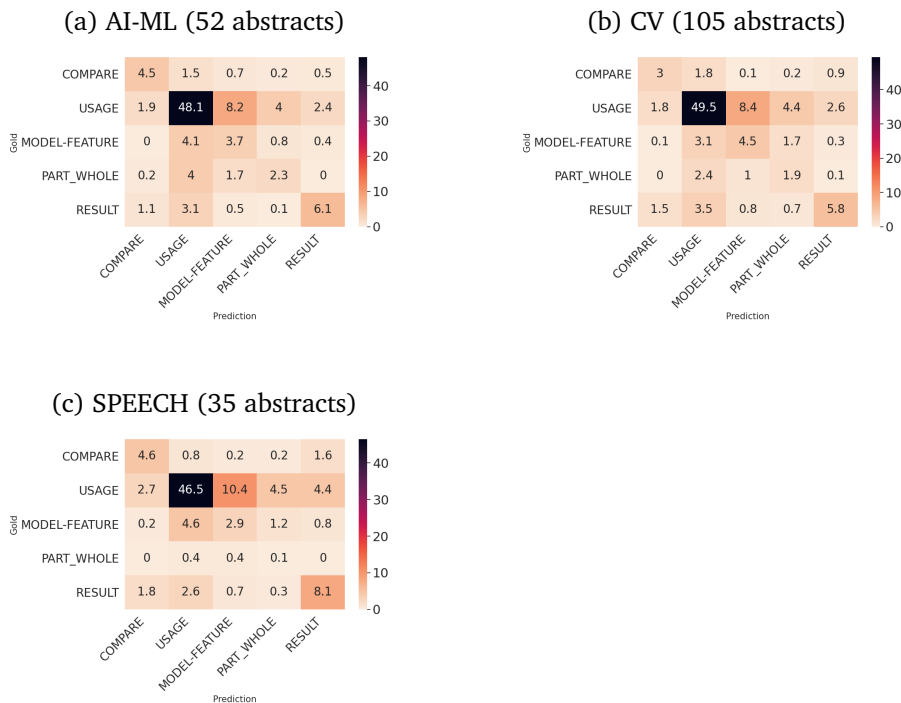 (a) AI-ML (52 abstracts)
COMPARE 4.5 1.5 0.7 0.2 0.5
USAGE 1.9 48.1 8.2 4 2.4
MODEL-FEATURE 0 4.1 3.7 0.8 0.4
PART_WHOLE 0.2 4 1.7 2.3 0
RESULT 1.1 3.1 0.5 0.1 6.1
Gold
COMPARE USAGE MODEL-FEATURE PART_WHOLE RESULT
Prediction
40
30
20
10
0
(b) CV (105 abstracts)
COMPARE 3 1.8 0.1 0.2 0.9
USAGE 1.8 49.5 8.4 4.4 2.6
MODEL-FEATURE 0.1 3.1 4.5 1.7 0.3
PART_WHOLE 0 2.4 1 1.9 0.1
RESULT 1.5 3.5 0.8 0.7 5.8
Gold
COMPARE USAGE MODEL-FEATURE PART_WHOLE RESULT
Prediction
40
30
20
10
0
(c) SPEECH (35 abstracts)
COMPARE 4.6 0.8 0.2 0.2 1.6
USAGE 2.7 46.5 10.4 4.5 4.4
MODEL-FEATURE 0.2 4.6 2.9 1.2 0.8
PART_WHOLE 0 0.4 0.4 0.1 0
RESULT 1.8 2.6 0.7 0.3 8.1
Gold
COMPARE USAGE MODEL-FEATURE PART_WHOLE RESULT
Prediction
40
30
20
10
0